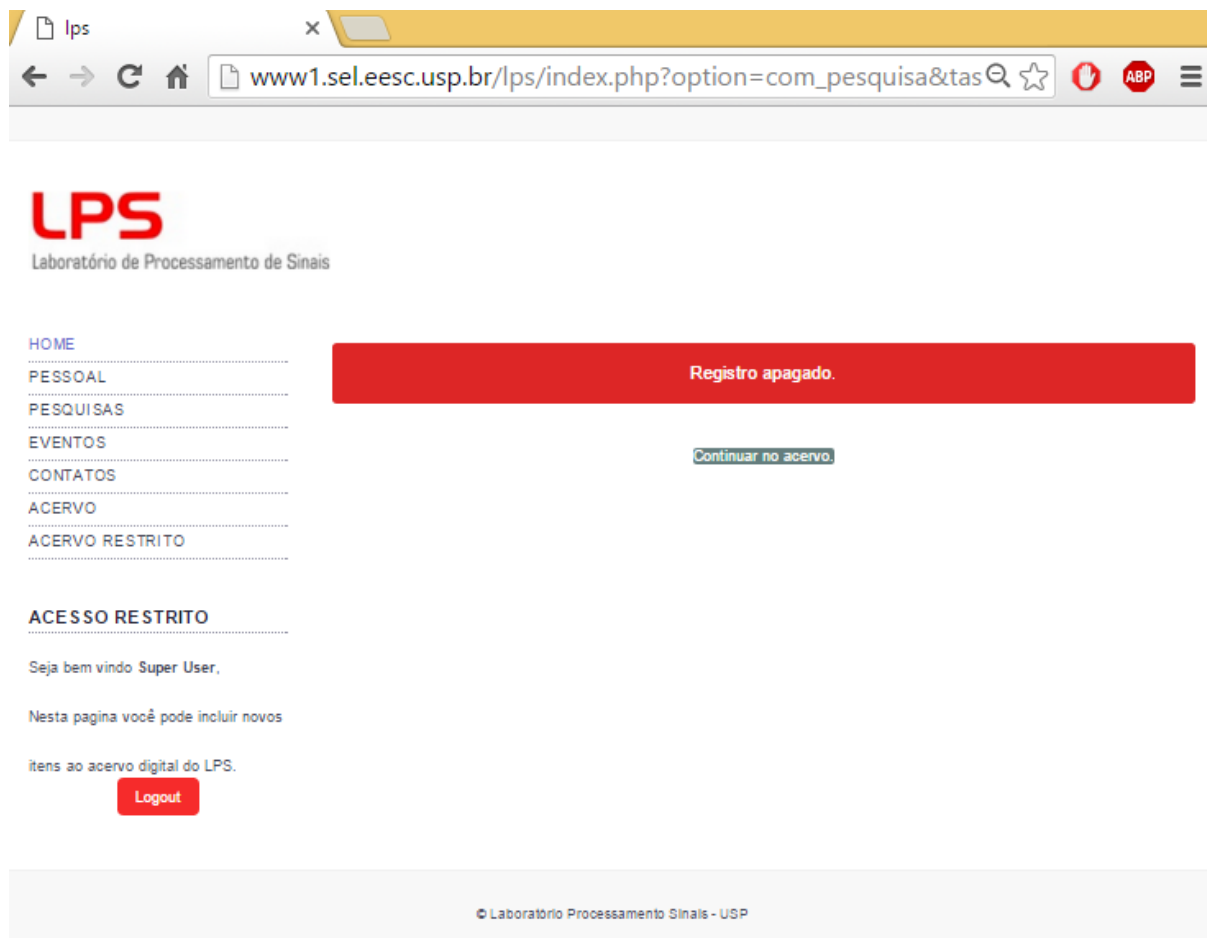 lps
www1.sel.eesc.usp.br/lps/index.php?option=com_pesquisa&tas
ABP
LPS
Laboratório de Processamento de Sinais
HOME
PESSOAL
PESQUISAS
EVENTOS
CONTATOS
ACERVO
ACERVO RESTRITO
Registro apagado.
Continuar no acervo.
ACESSO RESTRITO
Seja bem vindo Super User,
Nesta pagina você pode incluir novos
itens ao acervo digital do LPS.
Logout
© Laboratório Processamento Sinais - USP